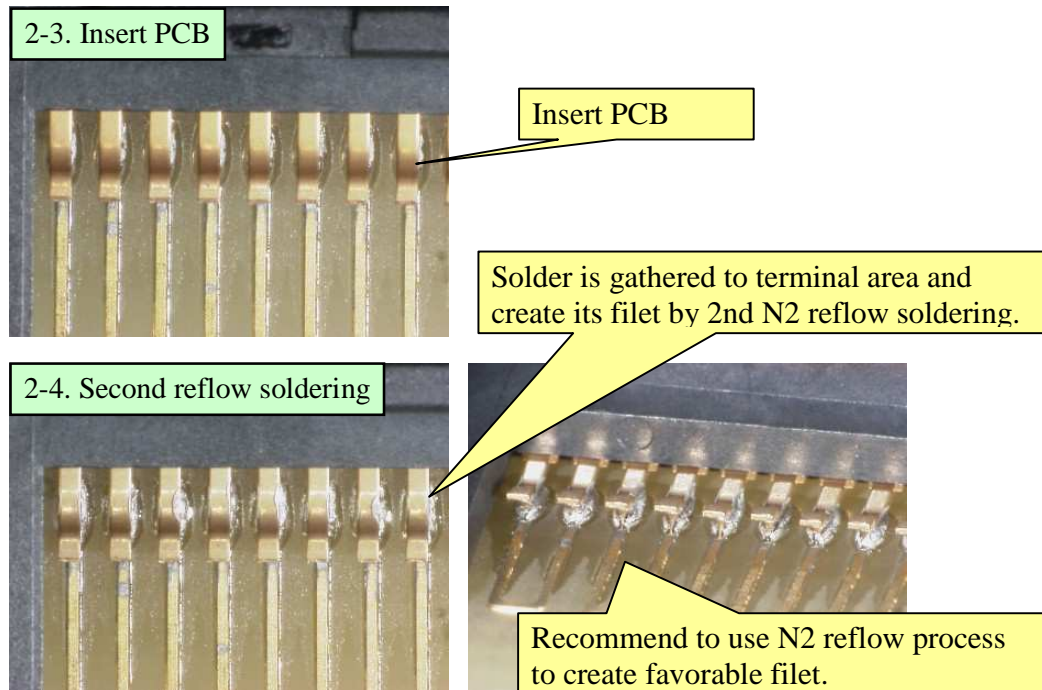 2-3. Insert PCB
Insert PCB
Solder is gathered to terminal area and
create its filet by 2nd N2 reflow soldering.
2-4. Second reflow soldering
Recommend to use N2 reflow process
to create favorable filet.